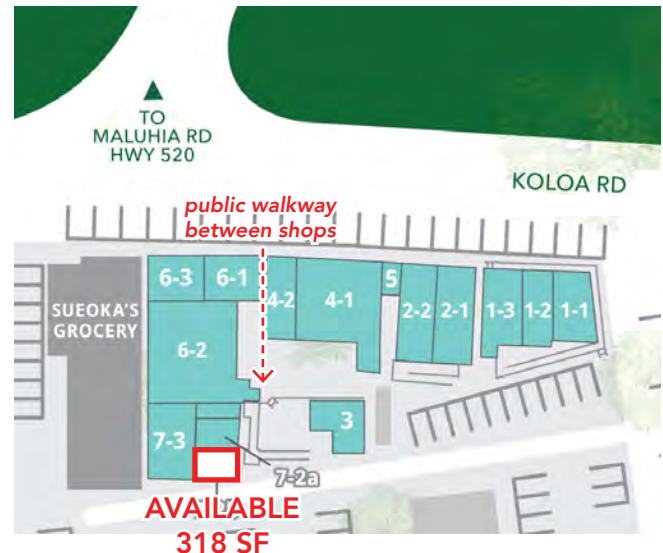 TO
MALUHIA RD
HWY 520
KOLOA RD
public walkway
between shops
SUEOKA'S
GROCERY
6-3
6-1
4-2
4-1
5
2-2
2-1
1-3
1-2
1-1
6-2
7-3
3
7-2a
AVAILABLE
318 SF